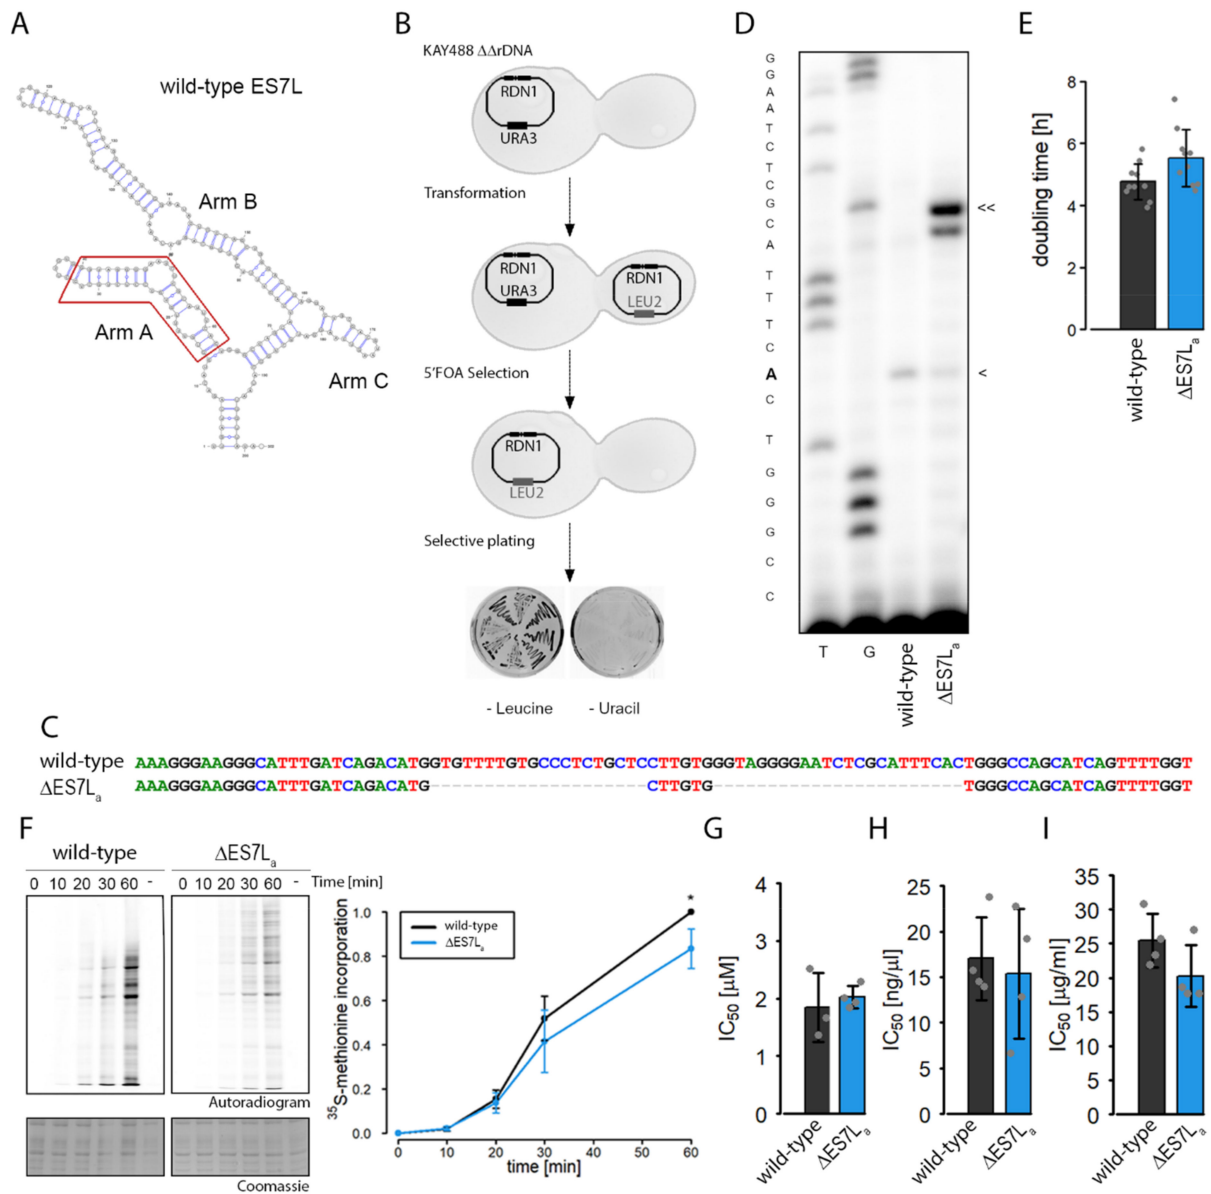 A
wild-type ES7L
Arm B
Arm A
Arm C
B
KAY488 ΔΔrDNA
RDN1
URA3
Transformation
RDN1
URA3
RDN1
LEU2
5'FOA Selection
RDN1
LEU2
Selective plating
- Leucine - Uracil
D
G
G
A
A
T
C
T
C
G
C
A
T
T
T
C
A
C
T
G
G
G
C
C
<<
<
T G wild-type ΔES7La
E
doubling time [h]
8
6
4
2
0
wild-type ΔES7La
C
wild-type AAAGGGAAGGGCATTTGATCAGACATGGTGTTTTGTGCCCTCTGCTCCTTGTGGGTAGGGGAATCTCGCATTTCACTGGGCCAGCATCAGTTTTGGT
ΔES7La AAAGGGAAGGGCATTTGATCAGACATG--------------------CTTGTG-----------------------TGGGCCAGCATCAGTTTTGGT
F
wild-type ΔES7La
0 10 20 30 60 - 0 10 20 30 60 - Time [min]
Autoradiogram
Coomassie
35S-methionine incorporation
1.0
0.8
0.6
0.4
0.2
0.0
wild-type
ΔES7La
*
0 10 20 30 40 50 60
time [min]
G
IC50 [µM]
4
3
2
1
0
wild-type ΔES7La
H
IC50 [ng/µl]
25
20
15
10
5
0
wild-type ΔES7La
I
IC50 [µg/ml]
35
30
25
20
15
10
5
0
wild-type ΔES7La